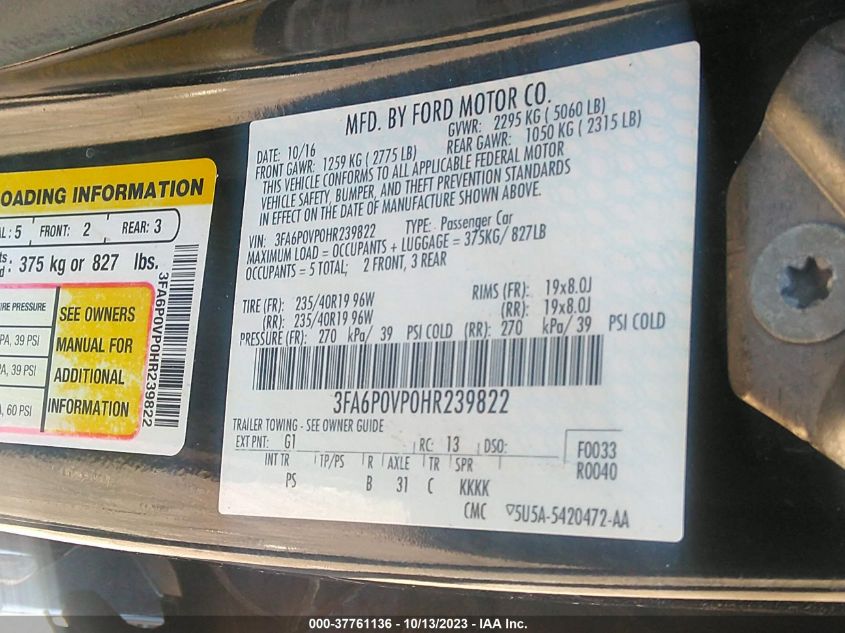 LOADING INFORMATION
AL: 5 FRONT: 2 REAR: 3
375 kg or 827 lbs.
RE PRESSURE
PA, 39 PSI
PA, 39 PSI
A, 60 PSI
SEE OWNERS
MANUAL FOR
ADDITIONAL
INFORMATION
3FA6P0VP0HR239822
MFD. BY FORD MOTOR CO.
DATE: 10/16 GVWR: 2295 KG ( 5060 LB)
FRONT GAWR: 1259 KG ( 2775 LB) REAR GAWR: 1050 KG ( 2315 LB)
THIS VEHICLE CONFORMS TO ALL APPLICABLE FEDERAL MOTOR
VEHICLE SAFETY, BUMPER, AND THEFT PREVENTION STANDARDS
IN EFFECT ON THE DATE OF MANUFACTURE SHOWN ABOVE.
VIN: 3FA6P0VP0HR239822 TYPE: Passenger Car
MAXIMUM LOAD = OCCUPANTS + LUGGAGE = 375KG/ 827LB
OCCUPANTS = 5 TOTAL; 2 FRONT, 3 REAR
TIRE (FR): 235/40R19 96W RIMS (FR): 19x8.0J
(RR): 235/40R19 96W (RR): 19x8.0J
PRESSURE (FR): 270 kPa/ 39 PSI COLD (RR): 270 kPa/ 39 PSI COLD
3FA6P0VP0HR239822
TRAILER TOWING - SEE OWNER GUIDE
EXT PNT: G1 RC: 13 DSO: F0033
INT TR TP/PS R AXLE TR SPR R0040
PS B 31 C KKKK
CMC 5U5A-5420472-AA
000-37761136 - 10/13/2023 - IAA Inc.